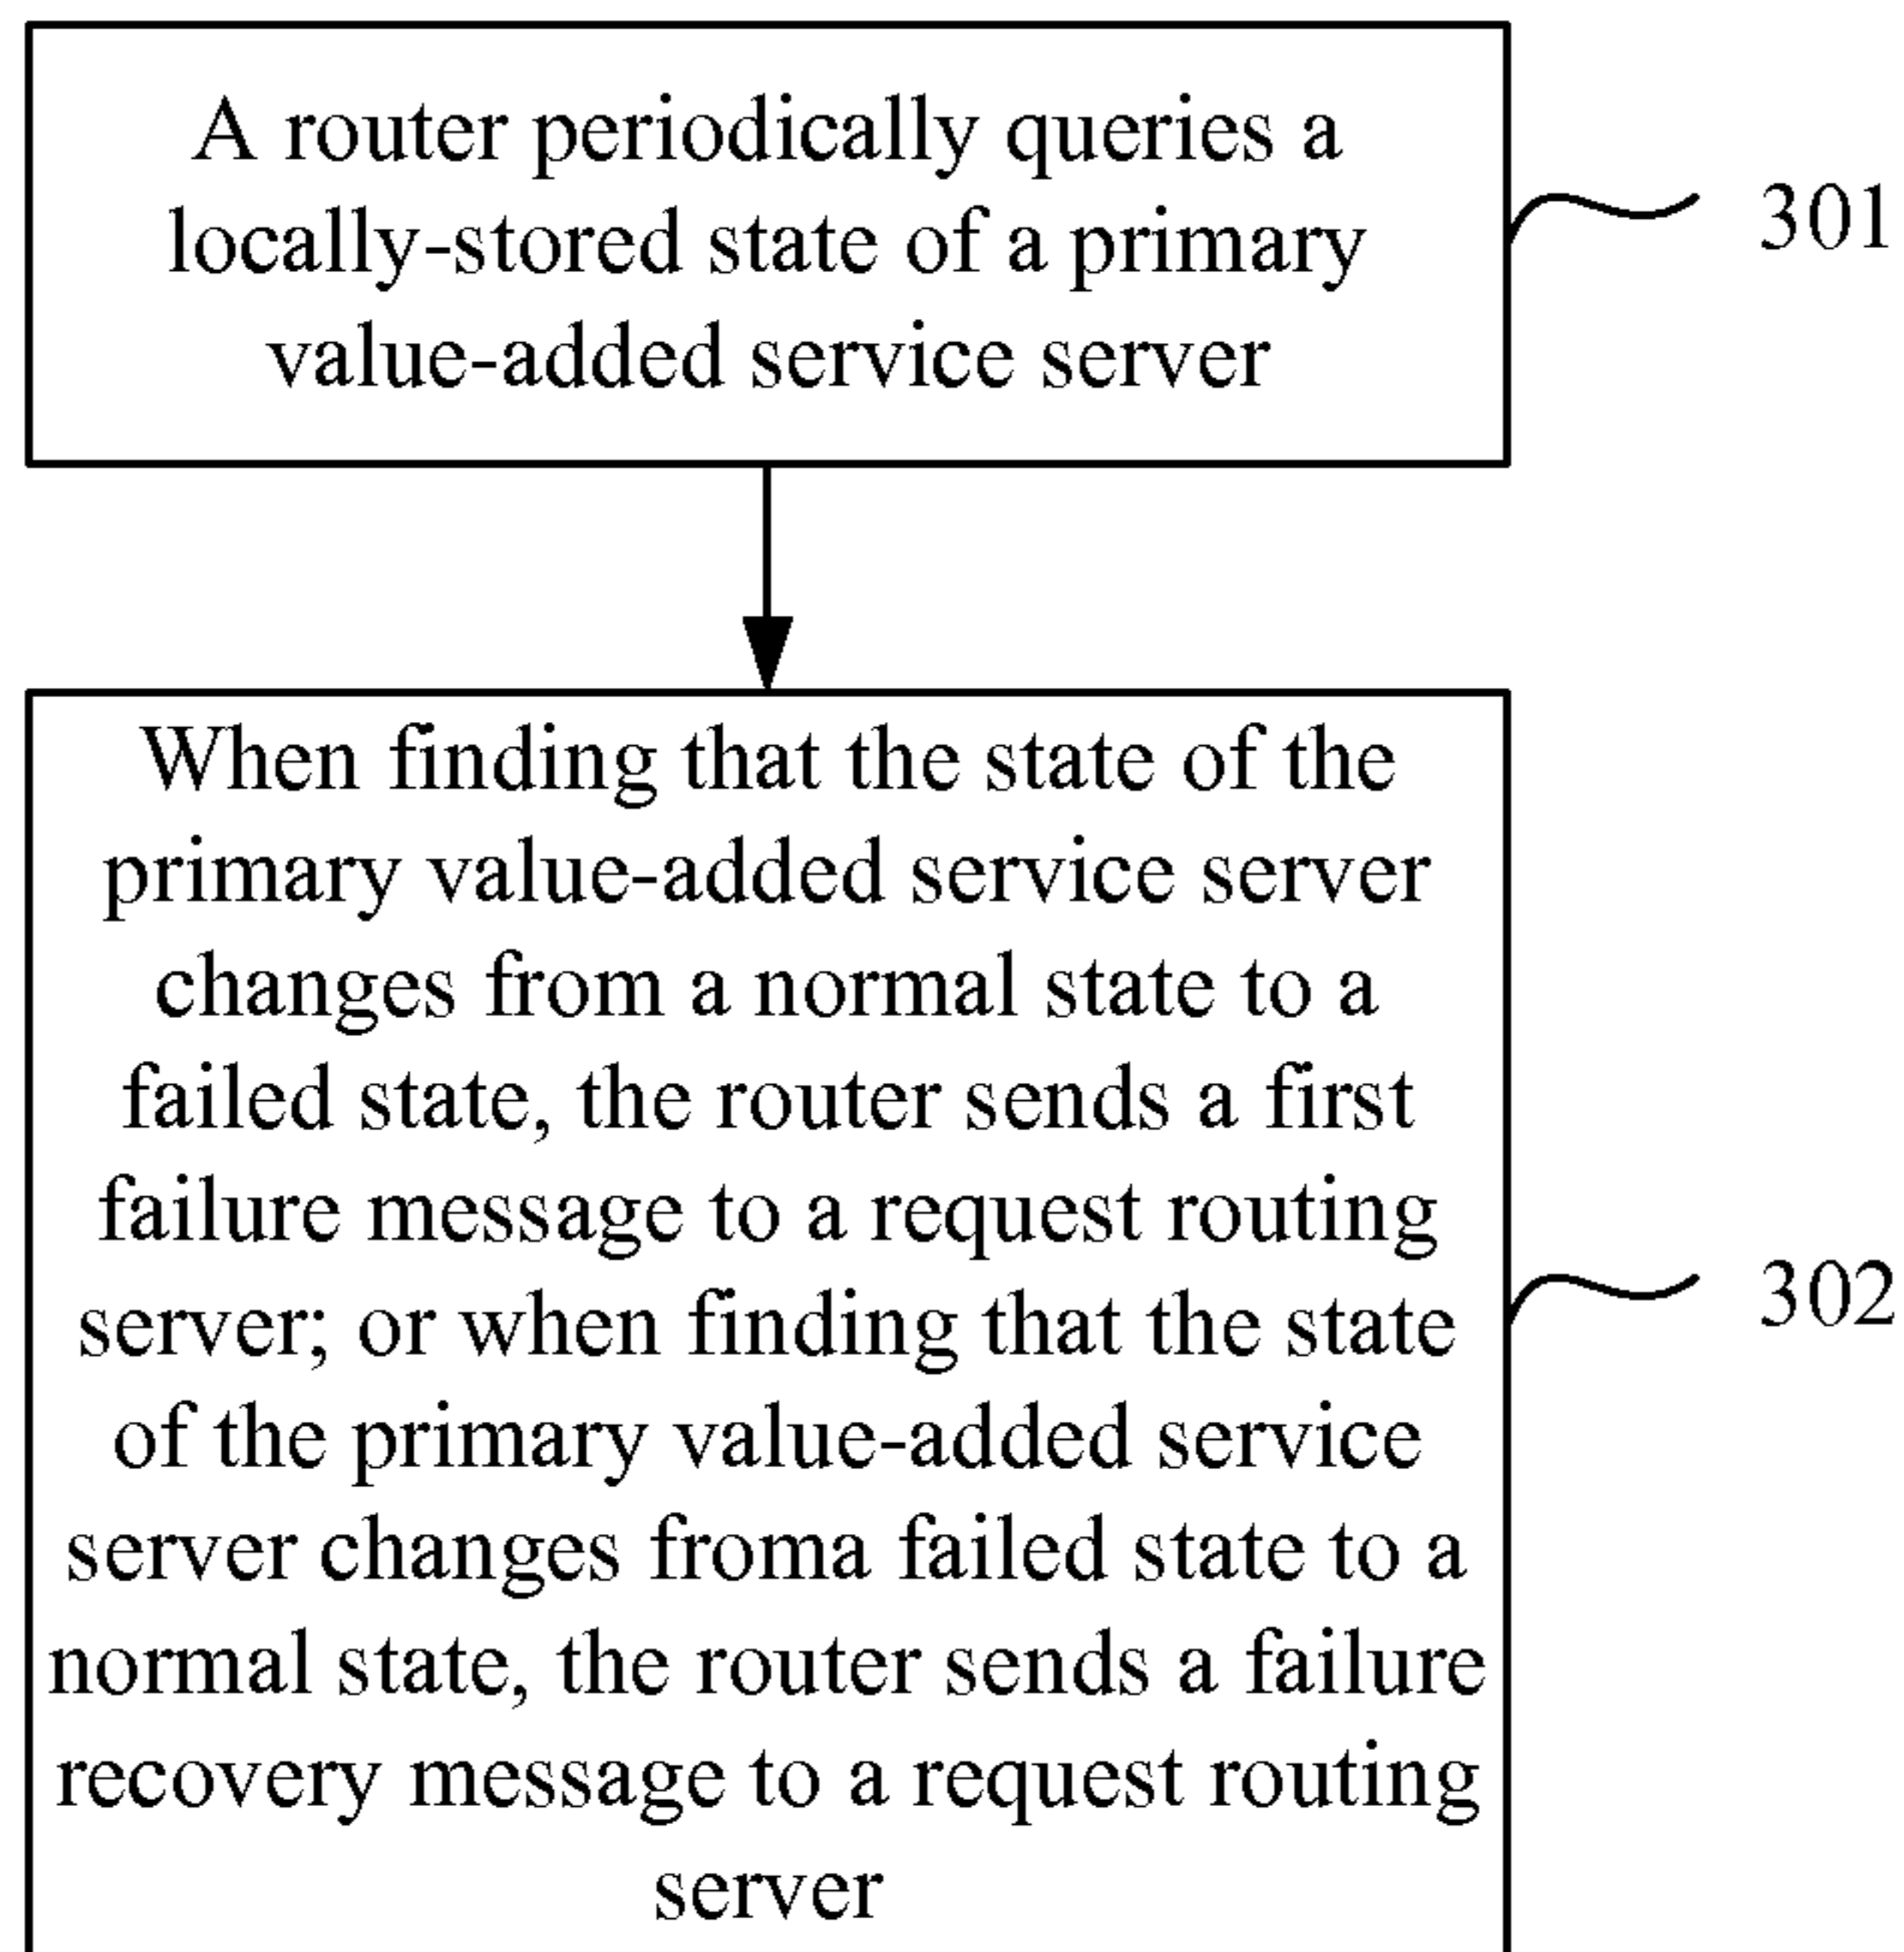 A router periodically queries a
locally-stored state of a primary
value-added service server
301
When finding that the state of the
primary value-added service server
changes from a normal state to a
failed state, the router sends a first
failure message to a request routing
server; or when finding that the state
of the primary value-added service
server changes froma failed state to a
normal state, the router sends a failure
recovery message to a request routing
server
302